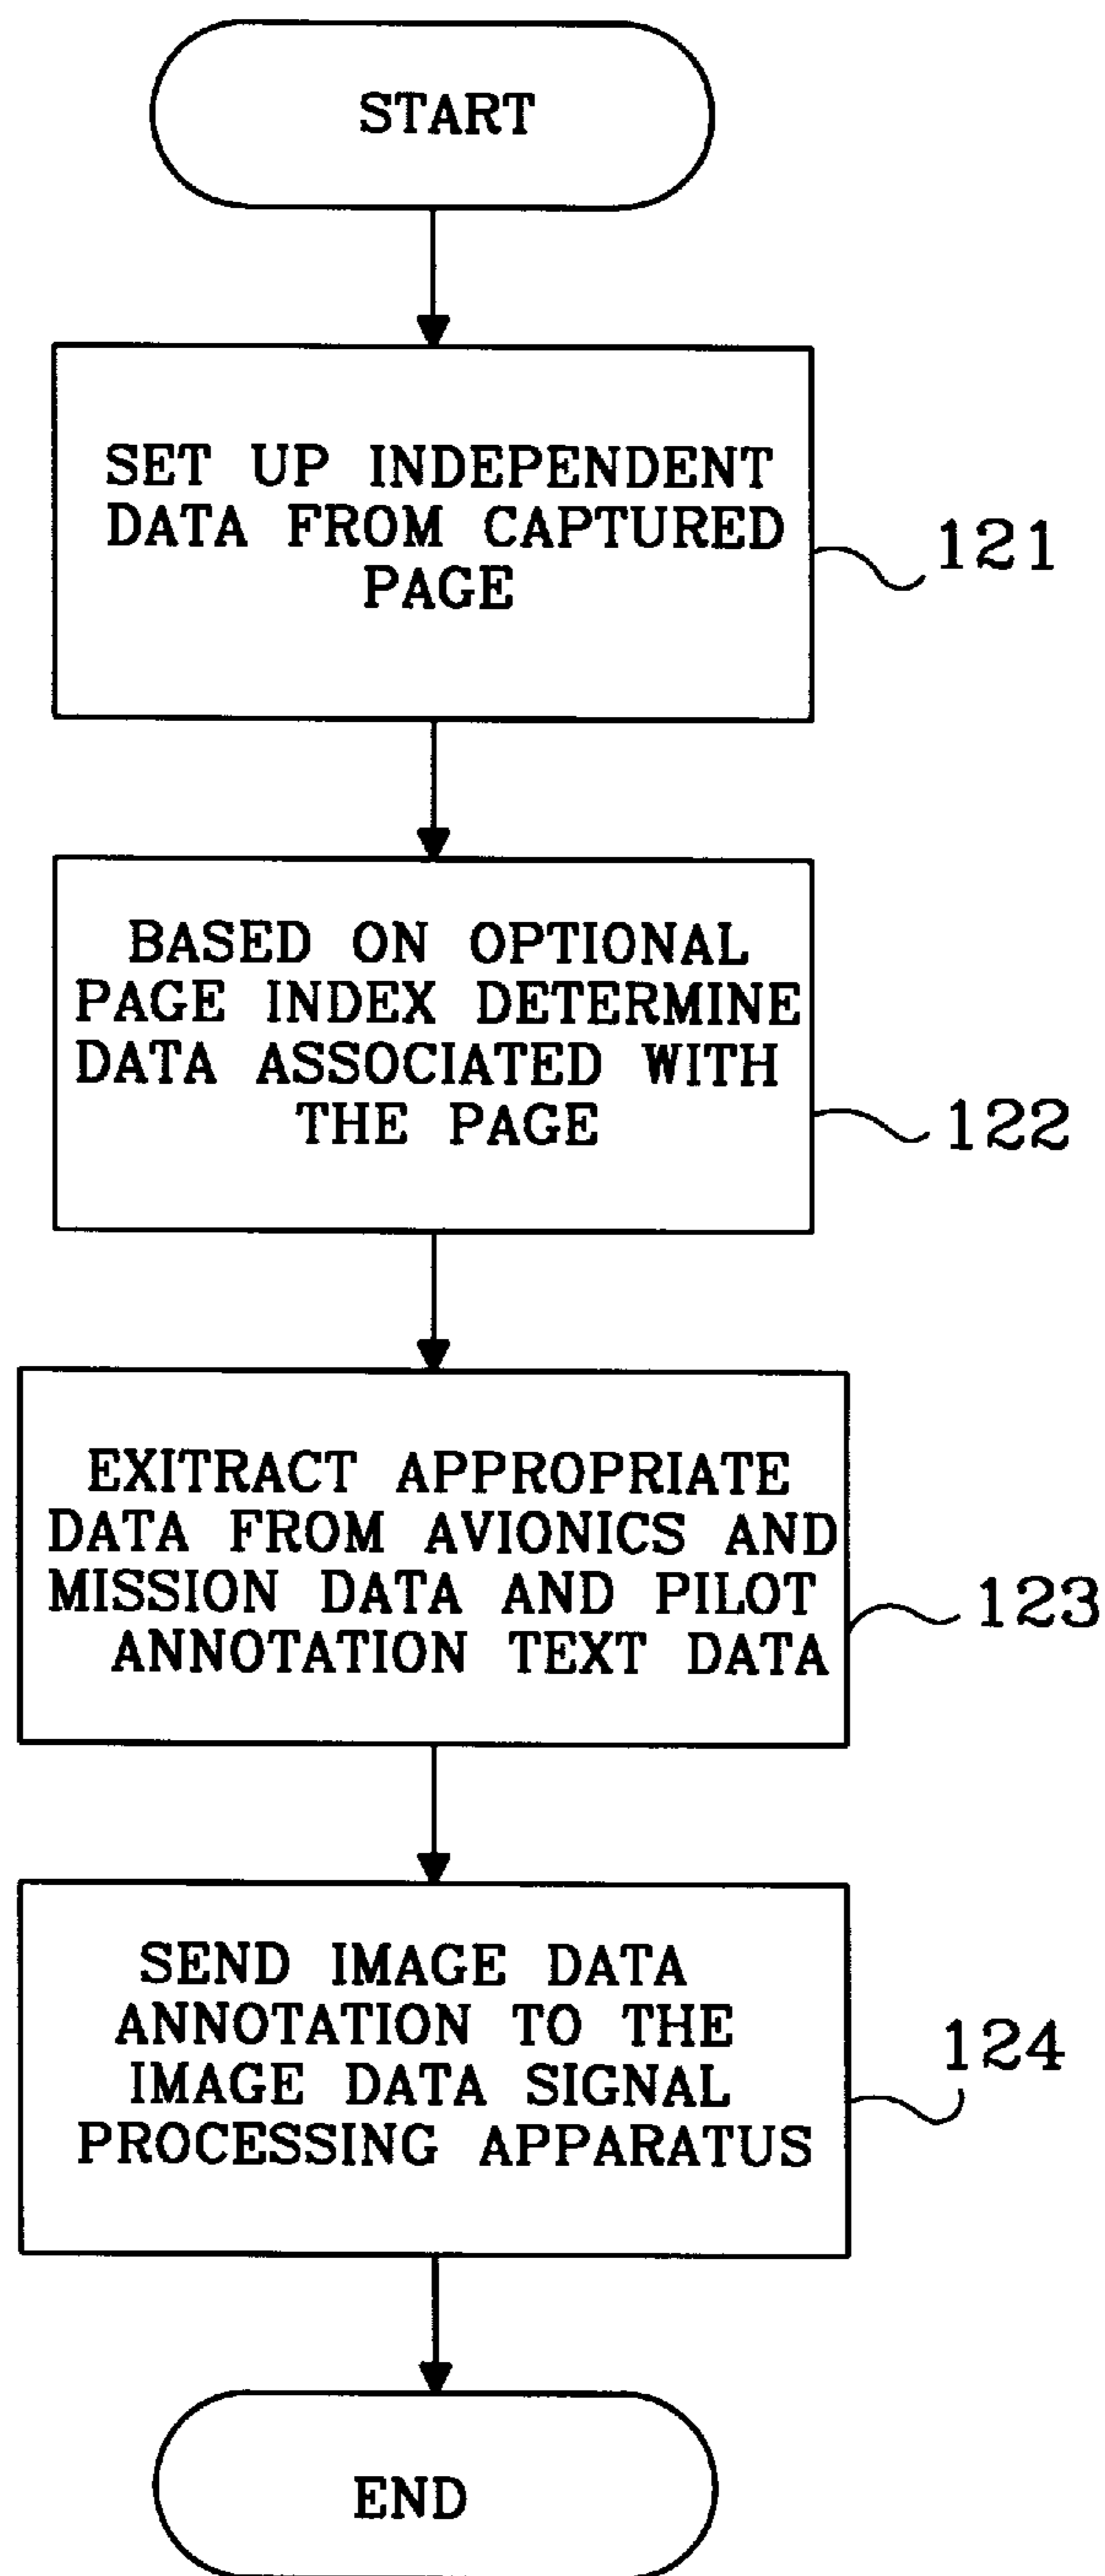 START
SET UP INDEPENDENT
DATA FROM CAPTURED
PAGE
121
BASED ON OPTIONAL
PAGE INDEX DETERMINE
DATA ASSOCIATED WITH
THE PAGE
122
EXITRACT APPROPRIATE
DATA FROM AVIONICS AND
MISSION DATA AND PILOT
ANNOTATION TEXT DATA
123
SEND IMAGE DATA
ANNOTATION TO THE
IMAGE DATA SIGNAL
PROCESSING APPARATUS
124
END